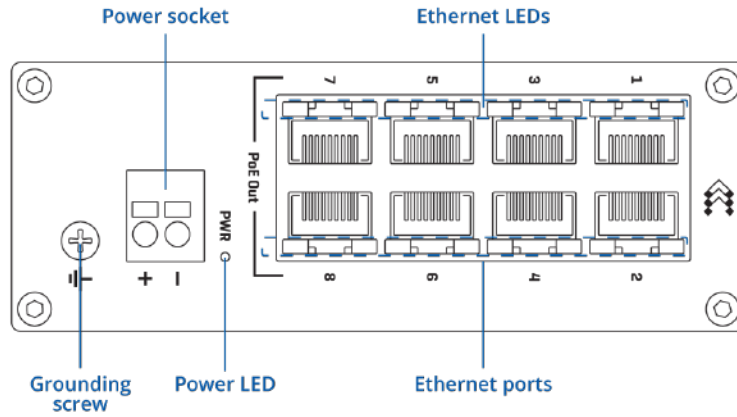 Power socket
Ethernet LEDs
7
5
3
1
PoE Out
PWR
+ −
8
6
4
2
Grounding
screw
Power LED
Ethernet ports